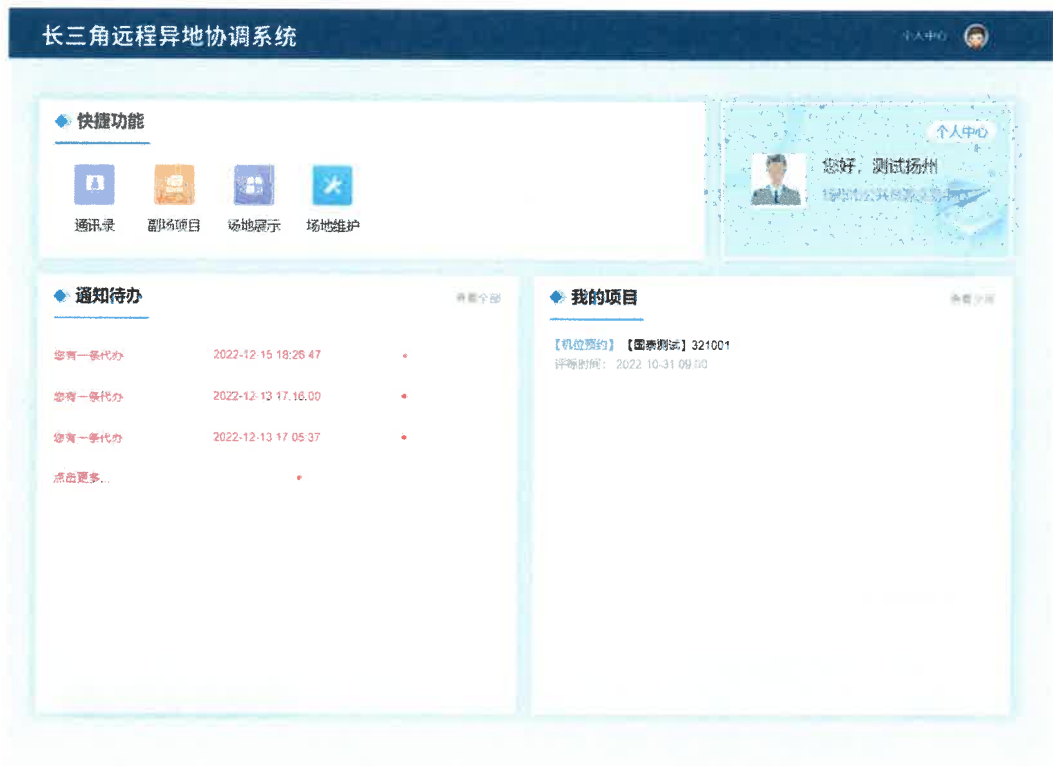 长三角远程异地协调系统
个人中心
快捷功能
通讯录
副场项目
场地展示
场地维护
个人中心
您好，测试扬州
通知待办
查看全部
您有一条代办 2022-12-15 18:26:47
您有一条代办 2022-12-13 17:16:00
您有一条代办 2022-12-13 17:05:37
点击更多...
我的项目
查看全部
【机位预约】【国泰测试】321001
评标时间： 2022-10-31 09:00